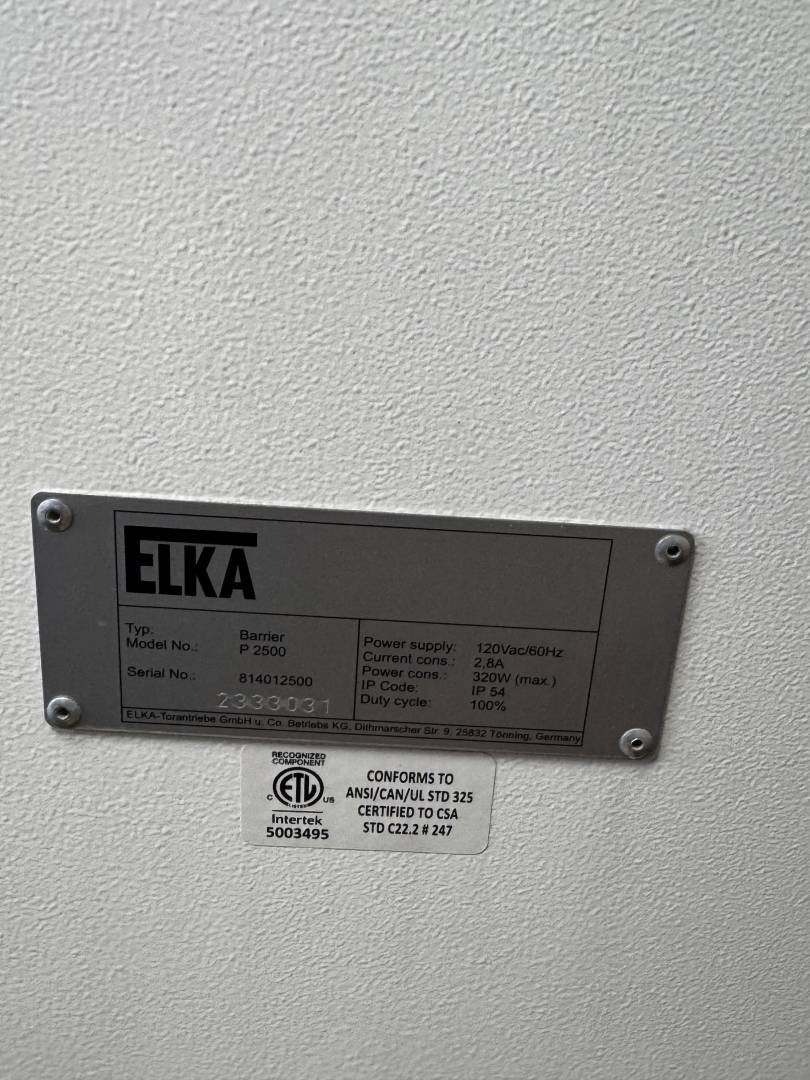 ELKA
Typ: Barrier
Model No.: P 2500
Serial No.: 814012500
2333031
Power supply: 120Vac/60Hz
Current cons.: 2,8A
Power cons.: 320W (max.)
IP Code: IP 54
Duty cycle: 100%
ELKA-Torantriebe GmbH u. Co. Betriebs KG, Dithmarscher Str. 9, 25832 Tönning, Germany
RECOGNIZED
COMPONENT
ETL
C US
LISTED
Intertek
5003495
CONFORMS TO
ANSI/CAN/UL STD 325
CERTIFIED TO CSA
STD C22.2 # 247